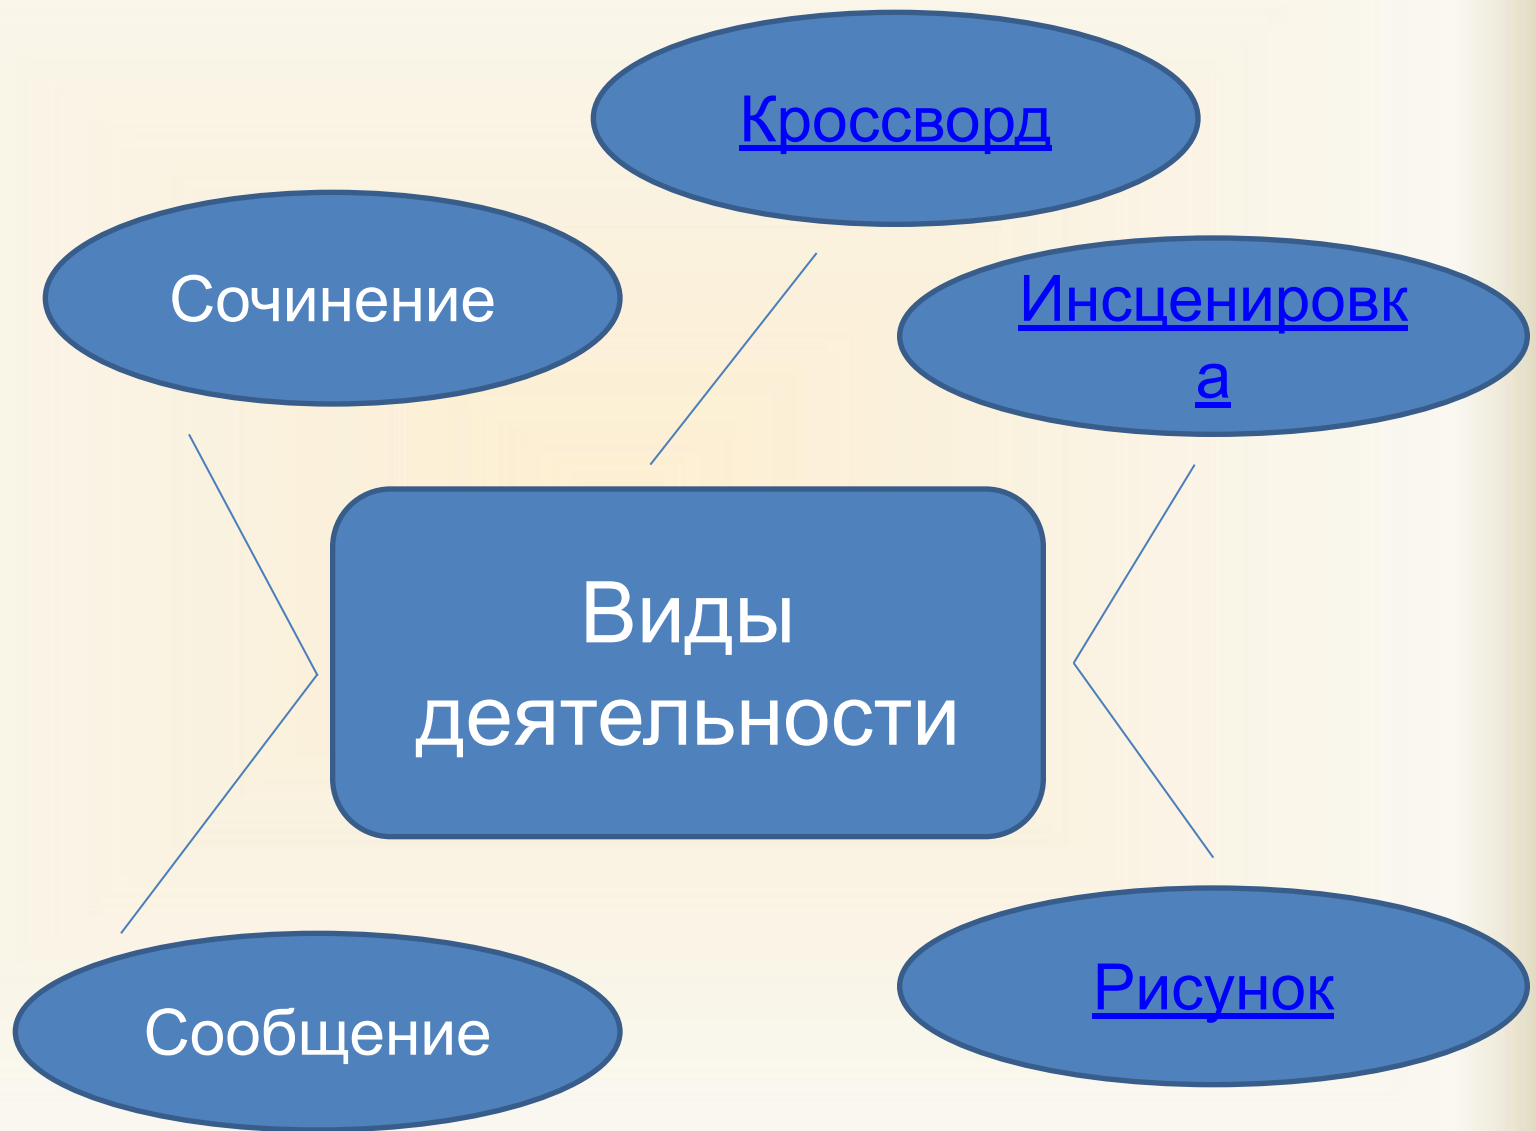 Кроссворд
Сочинение
Инсценировк
а
Виды
деятельности
Сообщение
Рисунок